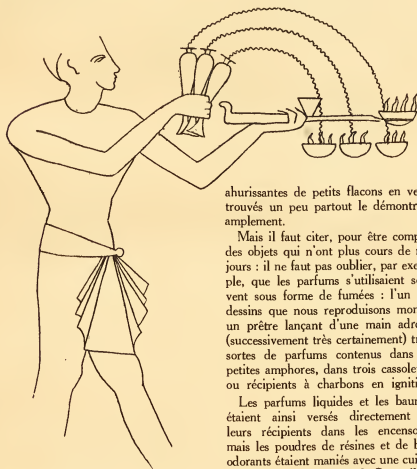 ahurissantes de petits flacons en ve
trouvés un peu partout le démontr
amplement.
Mais il faut citer, pour être comp
des objets qui n'ont plus cours de n
jours : il ne faut pas oublier, par exe
ple, que les parfums s'utilisaient so
vent sous forme de fumées : l'un
dessins que nous reproduisons mon
un prêtre lançant d'une main adro
(successivement très certainement) tr
sortes de parfums contenus dans
petites amphores, dans trois cassole
ou récipients à charbons en igniti
Les parfums liquides et les baur
étaient ainsi versés directement
leurs récipients dans les encenso
mais les poudres de résines et de b
odorants étaient maniés avec une cui